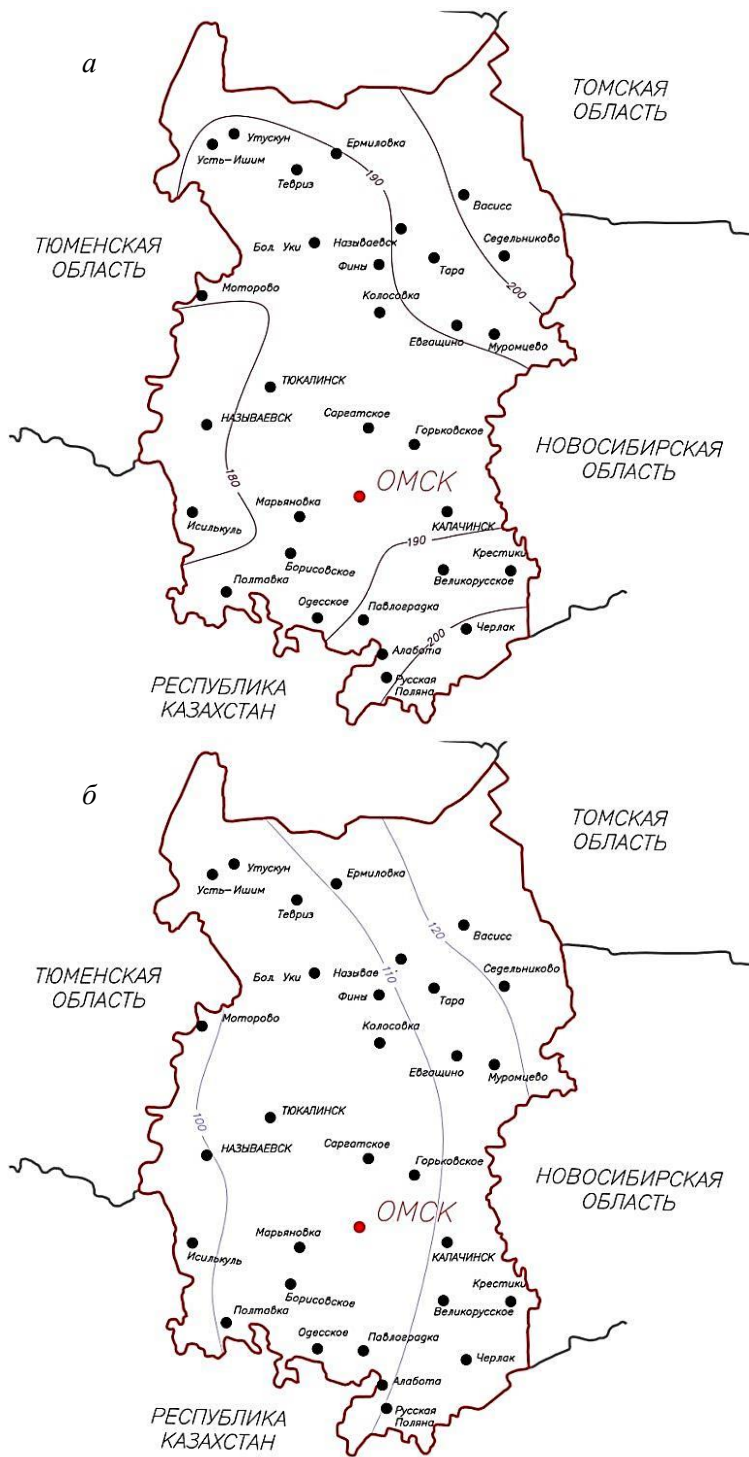 а
ТОМСКАЯ
ОБЛАСТЬ
Утускун
Ермиловка
Усть-Ишим
Тевриз
190
Васисс
ТЮМЕНСКАЯ
ОБЛАСТЬ
Бол. Уки
Называевск
Седельниково
Фины
Тара
Моторово
200
Колосовка
Евгащино
Муромцево
ТЮКАЛИНСК
НАЗЫВАЕВСК
Саргатское
Горьковское
НОВОСИБИРСКАЯ
ОБЛАСТЬ
180
ОМСК
Марьяновка
Исилькуль
КАЛАЧИНСК
190
Крестики
Борисовское
Великорусское
Полтавка
Одесское
Павлоградка
200
Черлак
Алабота
Русская
Поляна
РЕСПУБЛИКА
КАЗАХСТАН
б
ТОМСКАЯ
ОБЛАСТЬ
Утускун
Ермиловка
Усть-Ишим
Тевриз
120
Васисс
ТЮМЕНСКАЯ
ОБЛАСТЬ
Бол. Уки
Называе
110
Седельниково
Фины
Тара
Моторово
Колосовка
Евгащино
Муромцево
100
ТЮКАЛИНСК
НАЗЫВАЕВСК
Саргатское
Горьковское
НОВОСИБИРСКАЯ
ОБЛАСТЬ
ОМСК
Марьяновка
Исилькуль
КАЛАЧИНСК
Крестики
Борисовское
Великорусское
Полтавка
Одесское
Павлоградка
Черлак
Алабота
Русская
Поляна
РЕСПУБЛИКА
КАЗАХСТАН